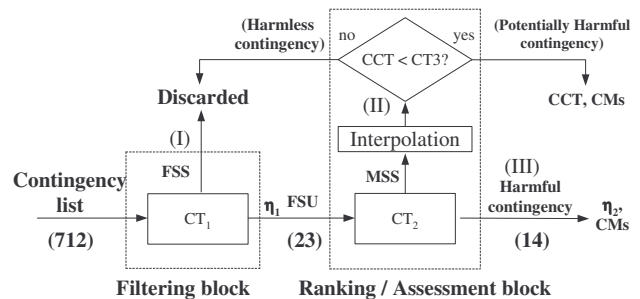 (Harmless contingency)
no
yes
(Potentially Harmful contingency)
CCT < CT3?
Discarded
(II)
CCT, CMs
(I)
Interpolation
FSS
MSS
(III)
Contingency list
Harmful contingency
CT₁
η₁ FSU
CT₂
η₂, CMs
(712)
(23)
(14)
Filtering block
Ranking / Assessment block